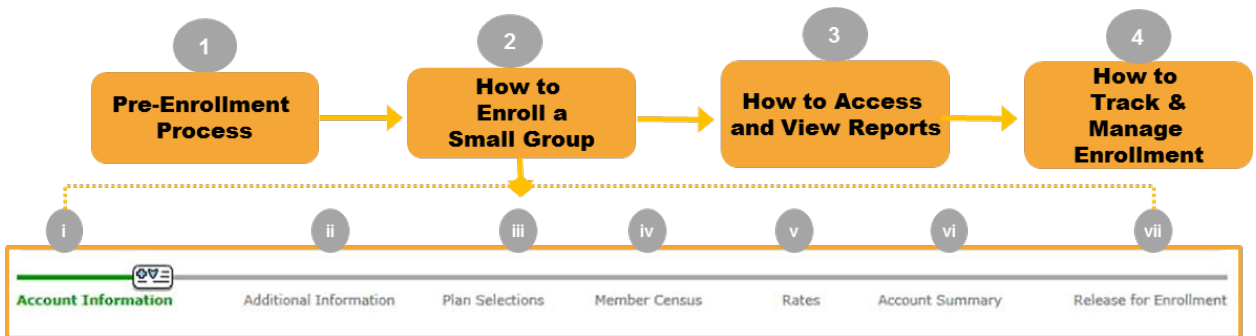 1
2
3
4
Pre-Enrollment
Process
How to
Enroll a
Small Group
How to Access
and View Reports
How to
Track &
Manage
Enrollment
i
ii
iii
iv
v
vi
vii
Account Information
Additional Information
Plan Selections
Member Census
Rates
Account Summary
Release for Enrollment